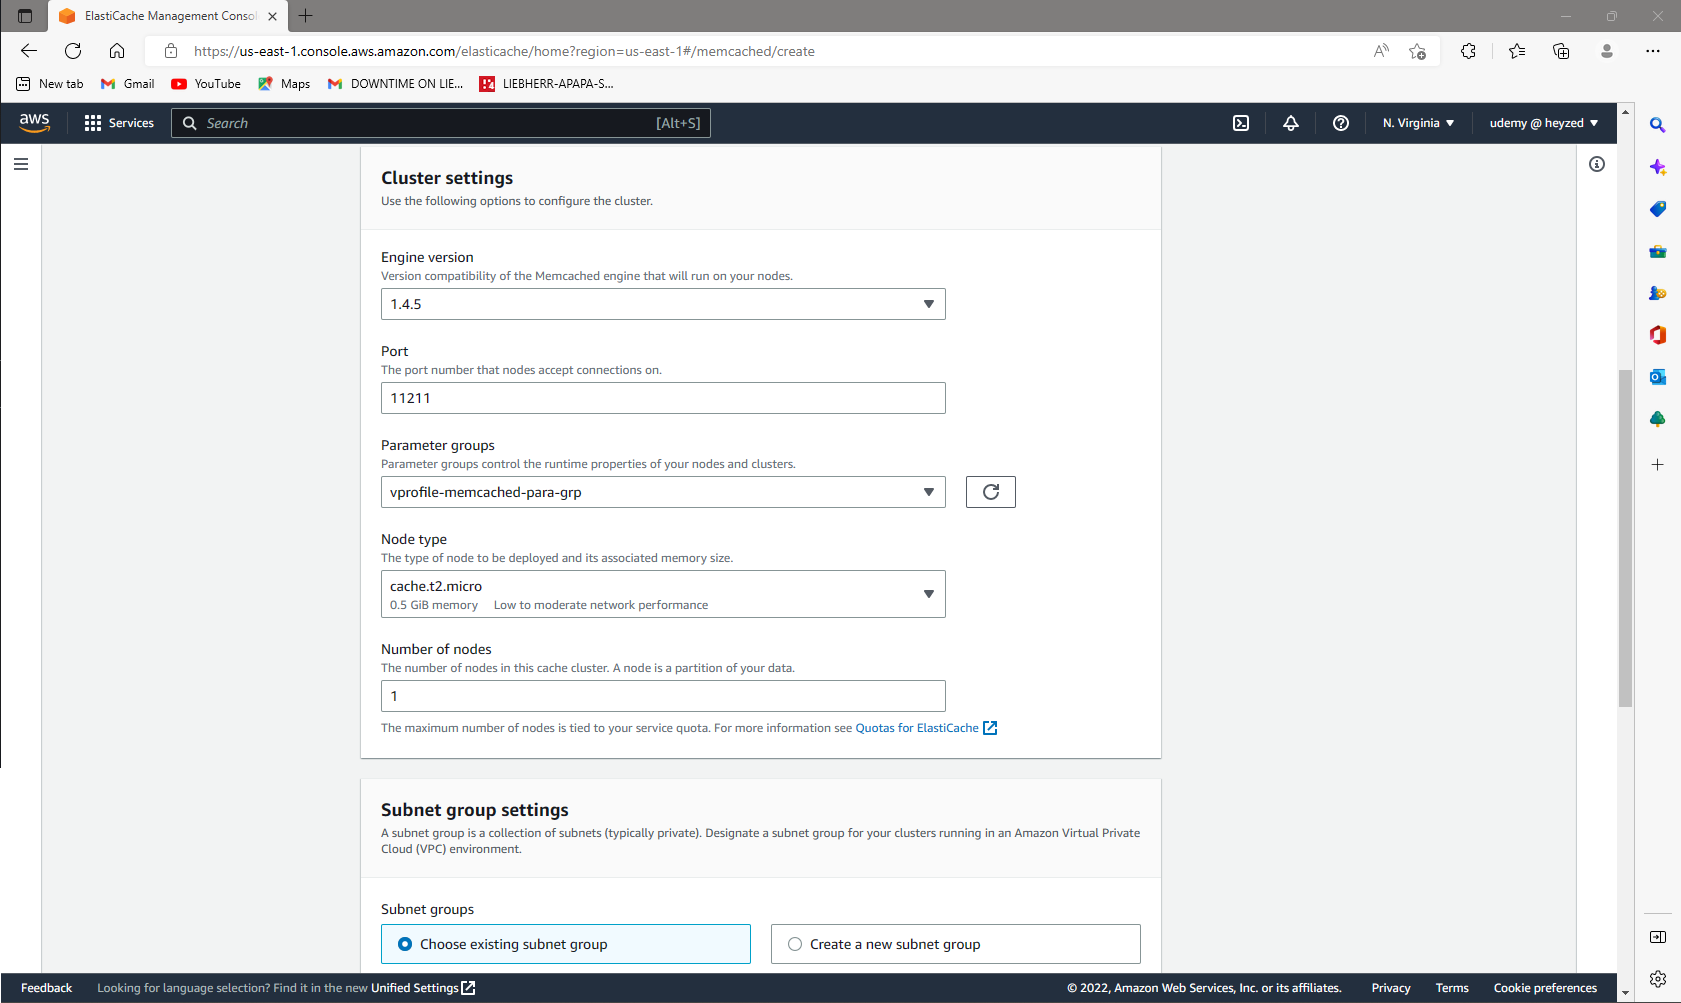 ElastiCache Management Consol
https://us-east-1.console.aws.amazon.com/elasticache/home?region=us-east-1#/memcached/create
New tab
Gmail
YouTube
Maps
DOWNTIME ON LIE...
LIEBHERR-APAPA-S...
aws
Services
Search
[Alt+S]
N. Virginia
udemy @ heyzed
Cluster settings
Use the following options to configure the cluster.
Engine version
Version compatibility of the Memcached engine that will run on your nodes.
1.4.5
Port
The port number that nodes accept connections on.
11211
Parameter groups
Parameter groups control the runtime properties of your nodes and clusters.
vprofile-memcached-para-grp
Node type
The type of node to be deployed and its associated memory size.
cache.t2.micro
0.5 GiB memory Low to moderate network performance
Number of nodes
The number of nodes in this cache cluster. A node is a partition of your data.
1
The maximum number of nodes is tied to your service quota. For more information see Quotas for ElastiCache
Subnet group settings
A subnet group is a collection of subnets (typically private). Designate a subnet group for your clusters running in an Amazon Virtual Private
Cloud (VPC) environment.
Subnet groups
Choose existing subnet group
Create a new subnet group
Feedback
Looking for language selection? Find it in the new Unified Settings
© 2022, Amazon Web Services, Inc. or its affiliates.
Privacy
Terms
Cookie preferences